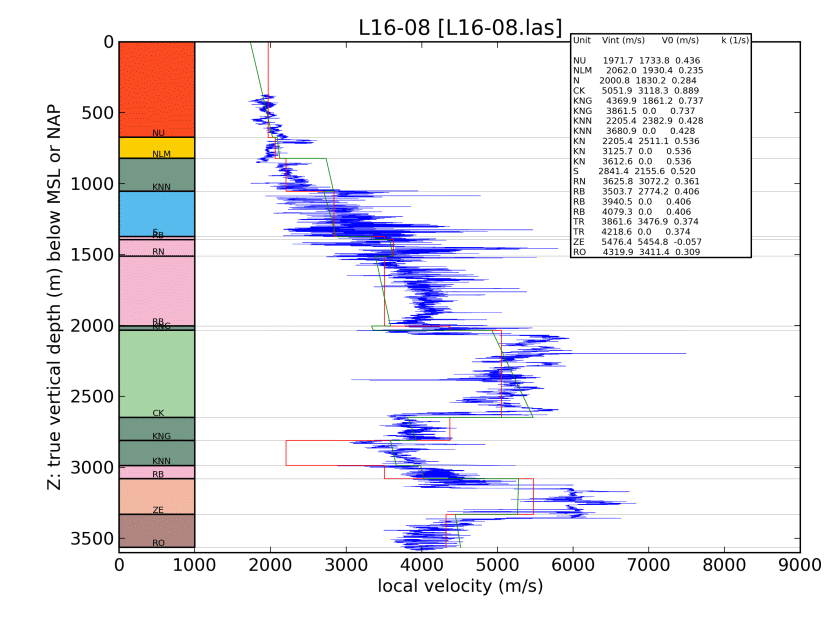 L16-08 [L16-08.las]
Unit Vint (m/s) V0 (m/s) k (1/s)
NU 1971.7 1733.8 0.436
NLM 2062.0 1930.4 0.235
N 2000.8 1830.2 0.284
CK 5051.9 3118.3 0.889
KNG 4369.9 1861.2 0.737
KNG 3861.5 0.0 0.737
KNN 2205.4 2382.9 0.428
KNN 3680.9 0.0 0.428
KN 2205.4 2511.1 0.536
KN 3125.7 0.0 0.536
KN 3612.6 0.0 0.536
S 2841.4 2155.6 0.520
RN 3625.8 3072.2 0.361
RB 3503.7 2774.2 0.406
RB 3940.5 0.0 0.406
RB 4079.3 0.0 0.406
TR 3861.6 3476.9 0.374
TR 4218.6 0.0 0.374
ZE 5476.4 5454.8 -0.057
RO 4319.9 3411.4 0.309
Z: true vertical depth (m) below MSL or NAP
0
500
1000
1500
2000
2500
3000
3500
NU
NLM
KNN
S
RB
RN
RB
KNG
CK
KNG
KNN
RB
ZE
RO
0 1000 2000 3000 4000 5000 6000 7000 8000 9000
local velocity (m/s)